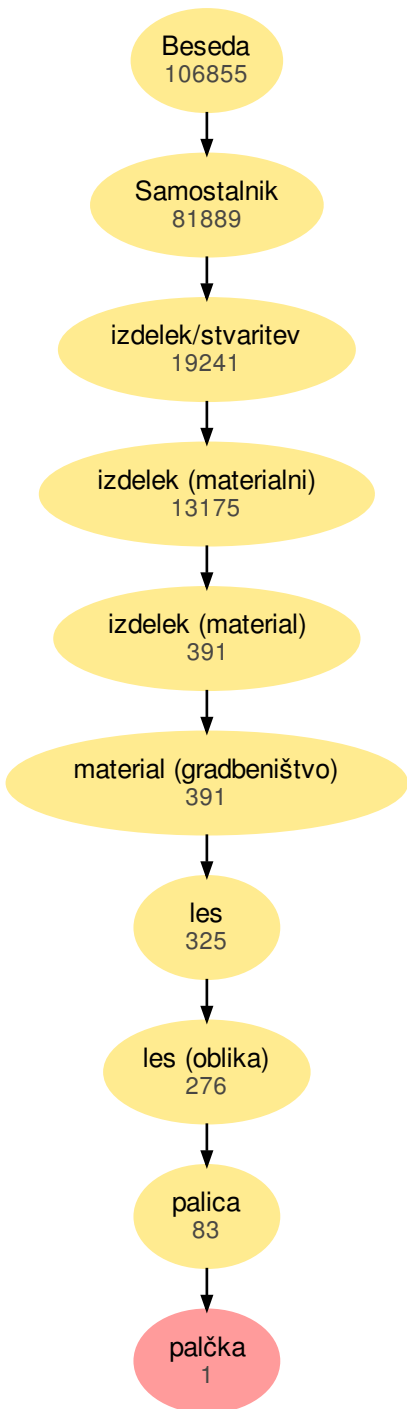 Beseda
106855
Samostalnik
81889
izdelek/stvaritev
19241
izdelek (materialni)
13175
izdelek (material)
391
material (gradbeništvo)
391
les
325
les (oblika)
276
palica
83
palčka
1